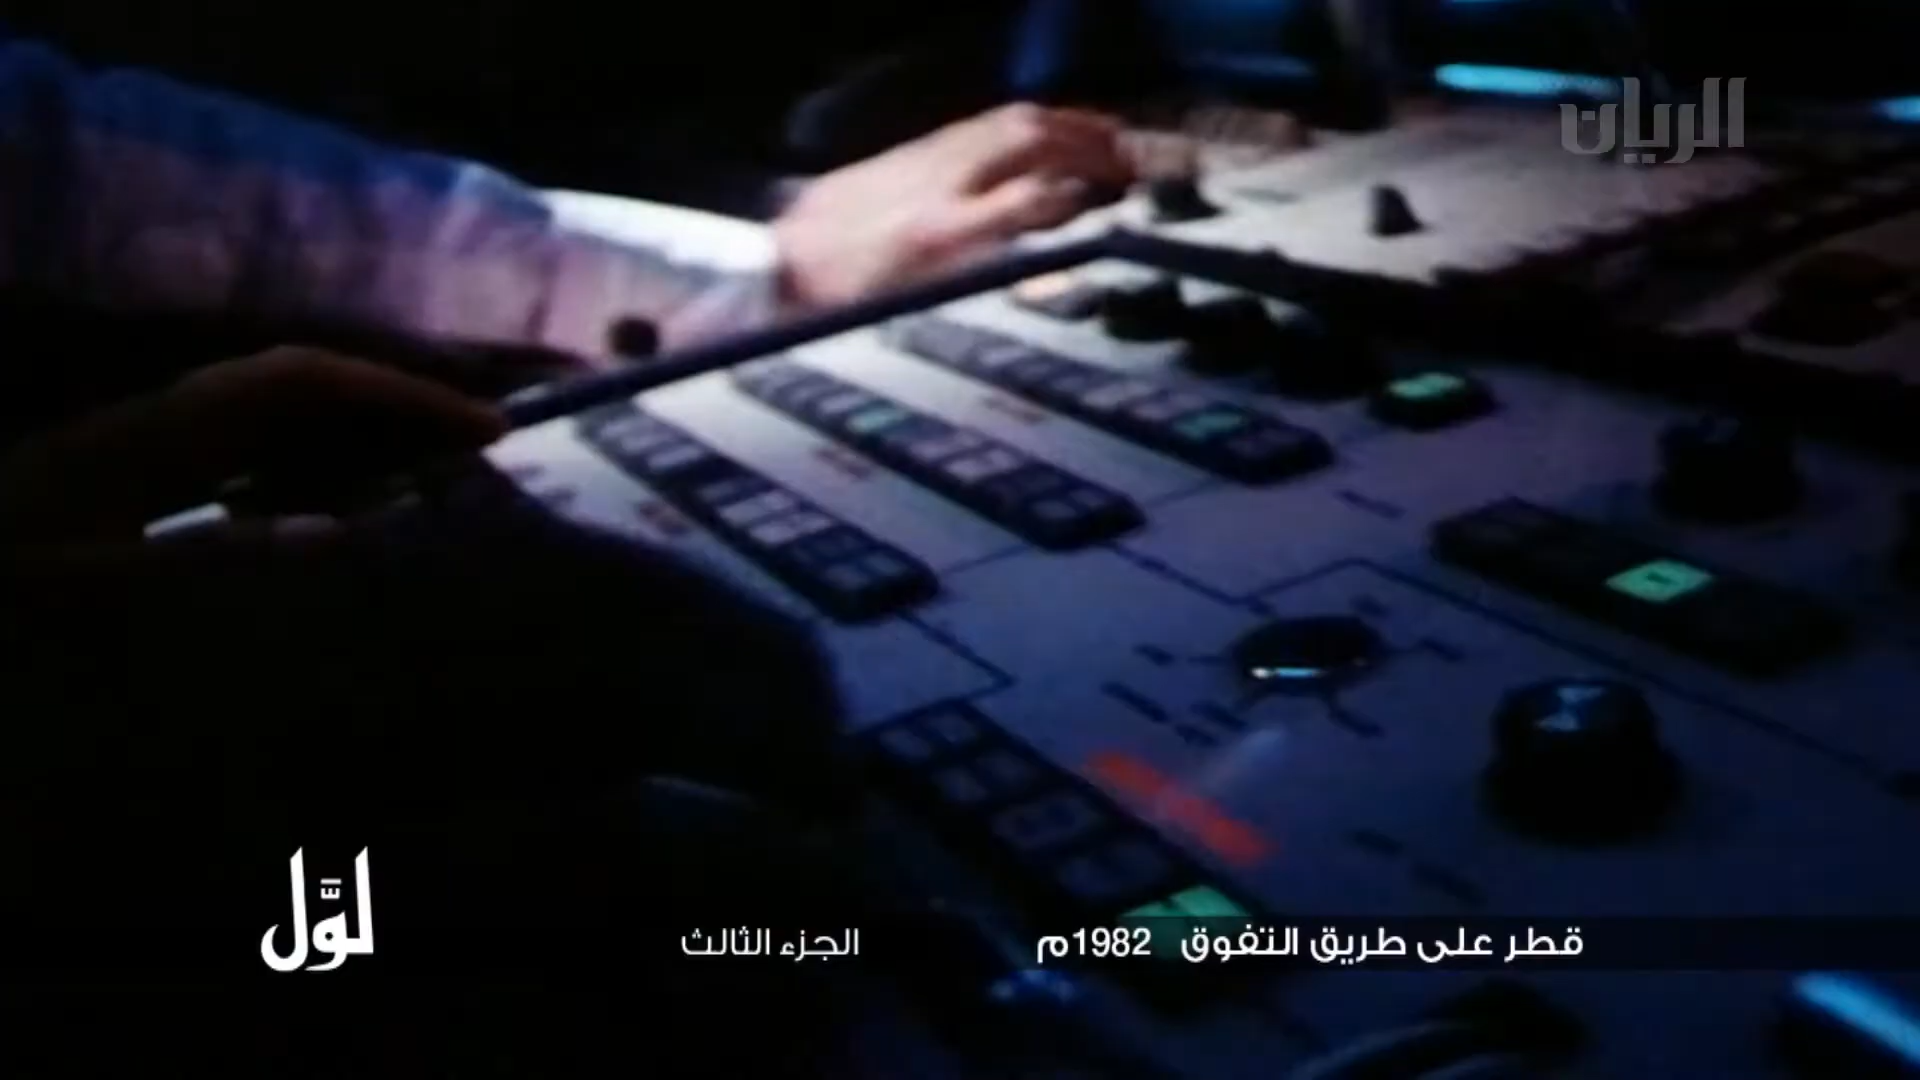 الريان
قطر على طريق التفوق 1982م
الجزء الثالث
لوّل